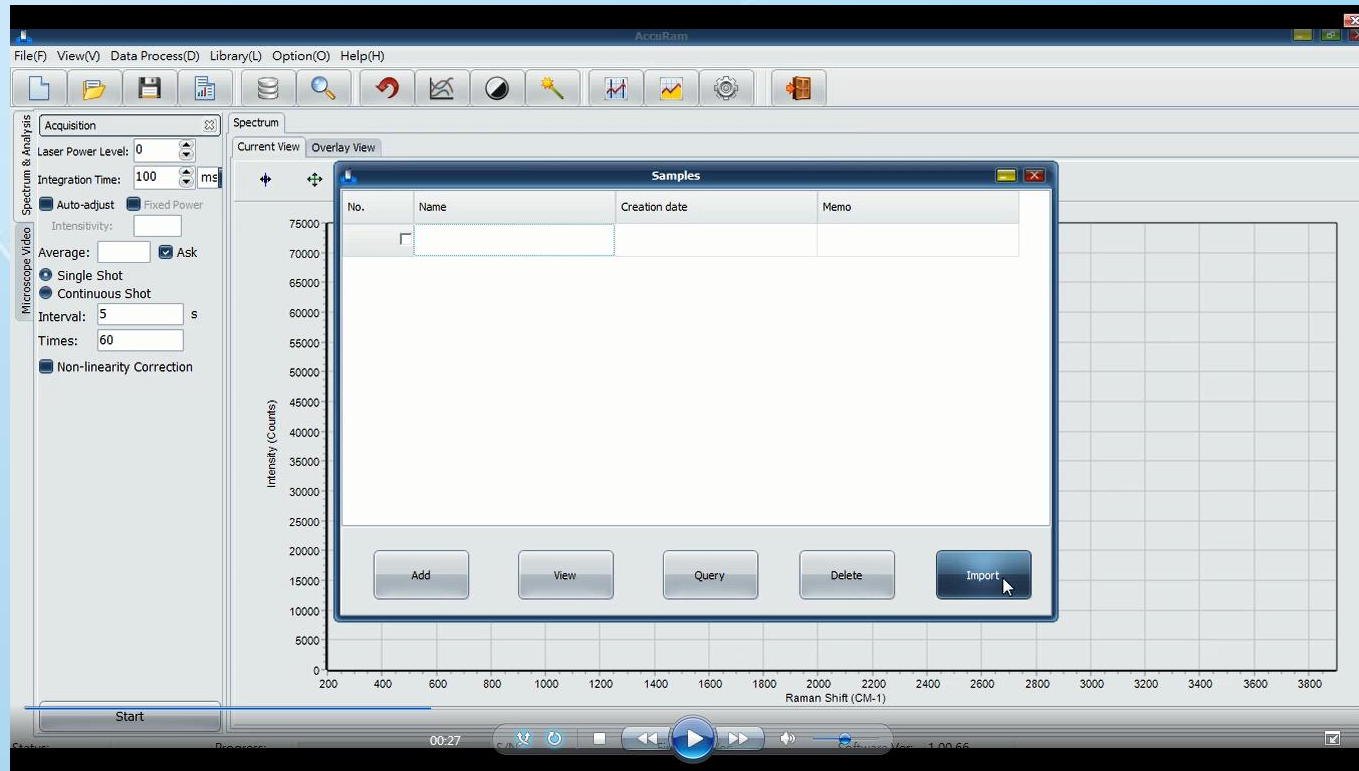 AccuRam
File(F) View(V) Data Process(D) Library(L) Option(O) Help(H)
Spectrum & Analysis
Microscope Video
Acquisition
Laser Power Level: 0
Integration Time: 100 ms
Auto-adjust Fixed Power
Intensitivity:
Average: Ask
Single Shot
Continuous Shot
Interval: 5 s
Times: 60
Non-linearity Correction
Start
Spectrum
Current View Overlay View
Samples
No. Name Creation date Memo
Add View Query Delete Import
Intensity (Counts)
75000
70000
65000
60000
55000
50000
45000
40000
35000
30000
25000
20000
15000
10000
5000
0
200 400 600 800 1000 1200 1400 1600 1800 2000 2200 2400 2600 2800 3000 3200 3400 3600 3800
Raman Shift (CM-1)
00:27
Status: Progress: S/N Software Ver: 1.00.66